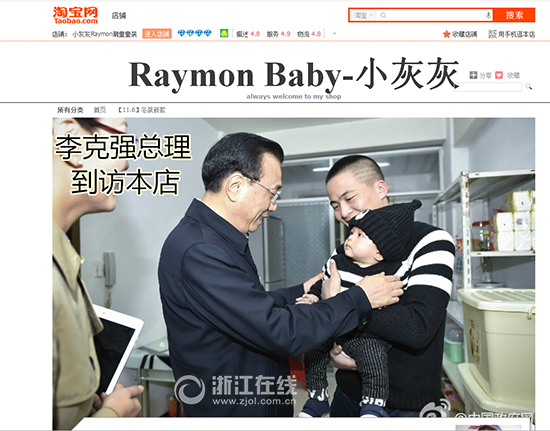 淘宝网 店铺 淘宝 搜索
Taobao.com
店铺：小灰灰Raymon潮童童装 进入店铺 描述 4.8 服务 4.9 物流 4.8 收藏店铺 用手机逛本店
Raymon Baby-小灰灰
分享 收藏
always welcome to my shop
所有分类 首页 【11.6】冬装新款
李克强总理
到访本店
浙江在线
www.zjol.com.cn
@中国政府网